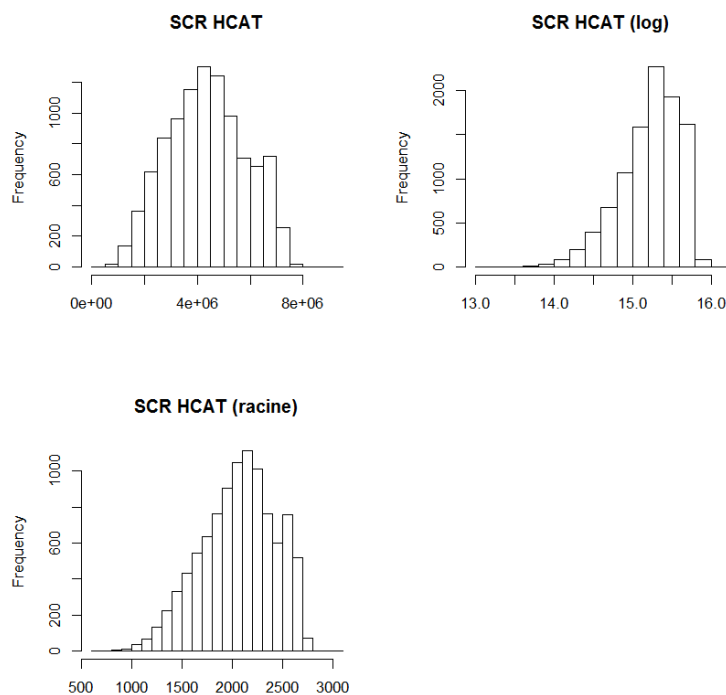 SCR HCAT
Frequency
0 200 600 1000
0e+00 4e+06 8e+06
SCR HCAT (log)
Frequency
0 500 1000 2000
13.0 14.0 15.0 16.0
SCR HCAT (racine)
Frequency
0 200 600 1000
500 1000 1500 2000 2500 3000